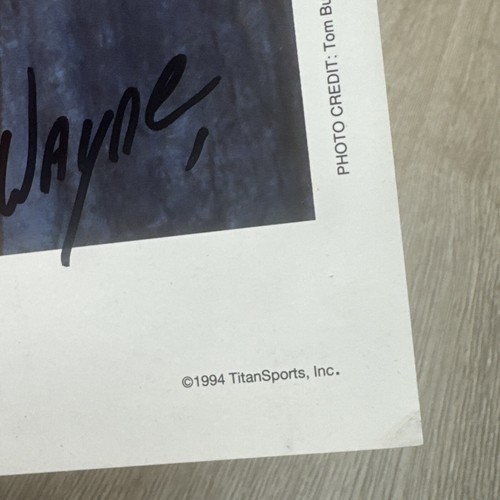 Wayne,
PHOTO CREDIT: Tom
©1994 TitanSports, Inc.